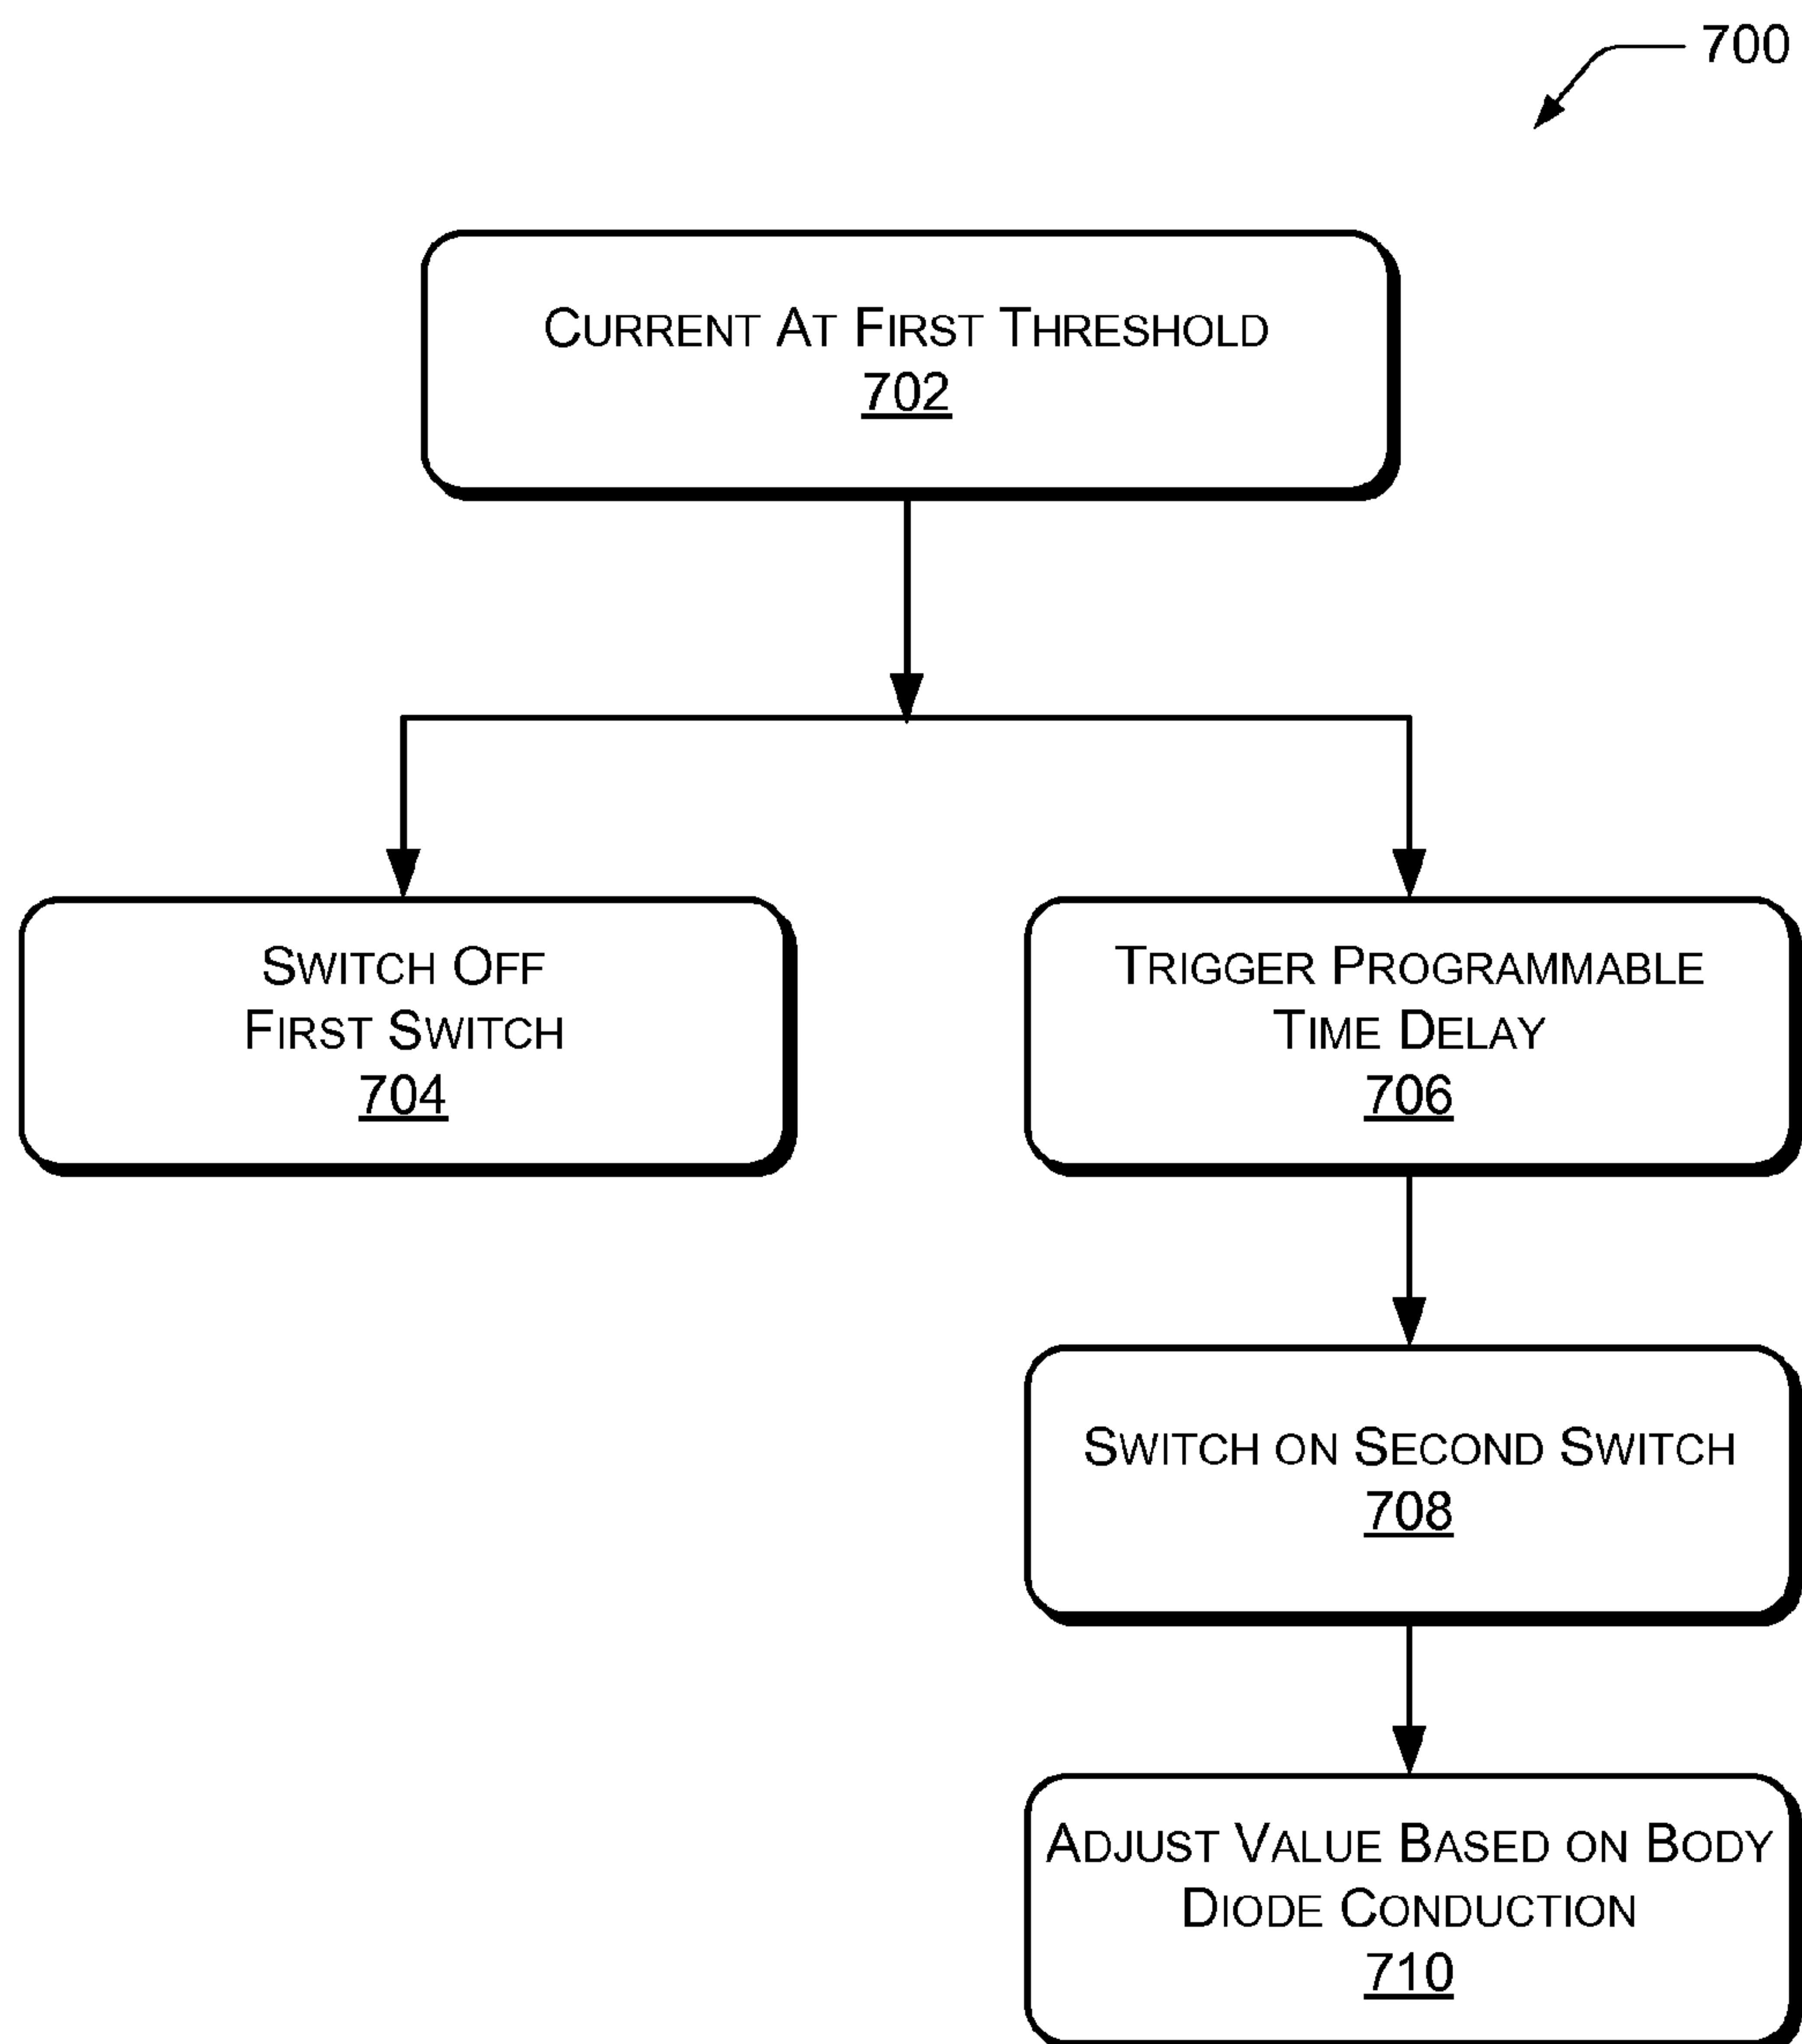 700
Current At First Threshold
702
Switch Off
First Switch
704
Trigger Programmable
Time Delay
706
Switch on Second Switch
708
Adjust Value Based on Body
Diode Conduction
710